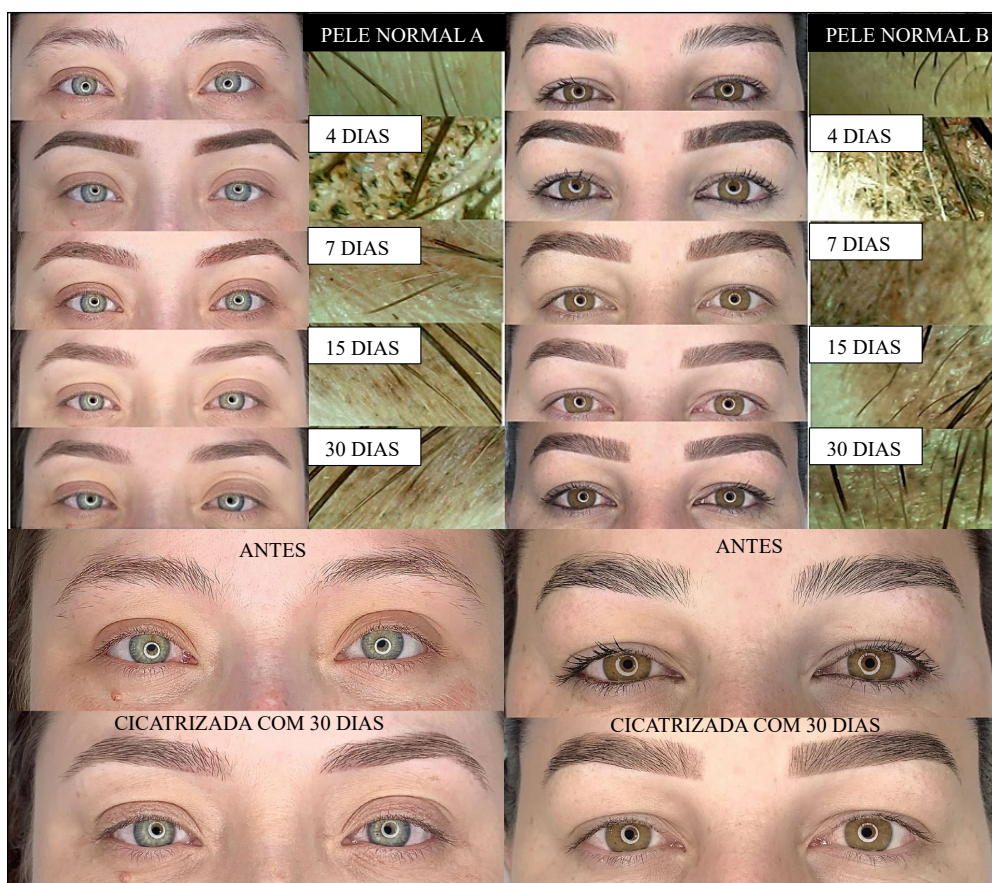 PELE NORMAL A
4 DIAS
7 DIAS
15 DIAS
30 DIAS
PELE NORMAL B
4 DIAS
7 DIAS
15 DIAS
30 DIAS
ANTES
CICATRIZADA COM 30 DIAS
ANTES
CICATRIZADA COM 30 DIAS